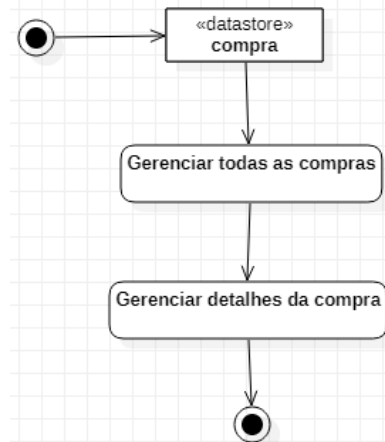 «datastore»
compra
Gerenciar todas as compras
Gerenciar detalhes da compra